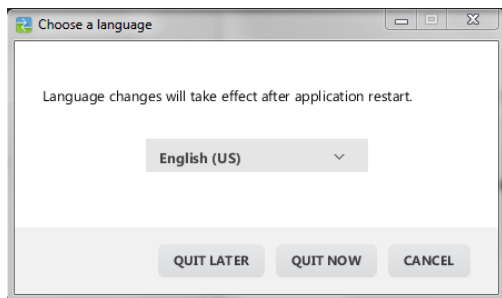 Choose a language
Language changes will take effect after application restart.
English (US)
QUIT LATER QUIT NOW CANCEL